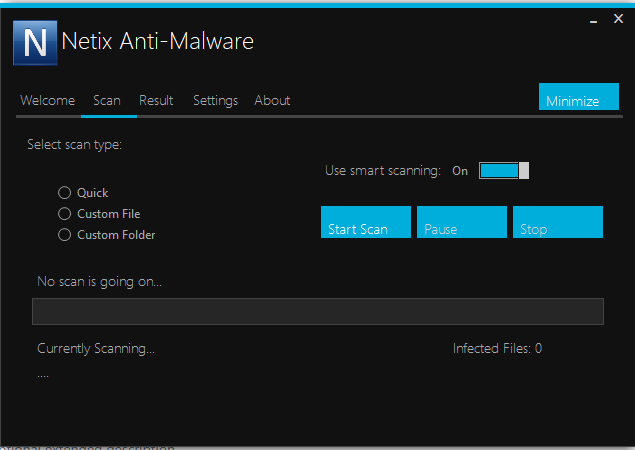 N Netix Anti-Malware
Welcome Scan Result Settings About Minimize
Select scan type:
Use smart scanning: On
Quick
Custom File
Custom Folder
Start Scan Pause Stop
No scan is going on...
Currently Scanning... Infected Files: 0
....